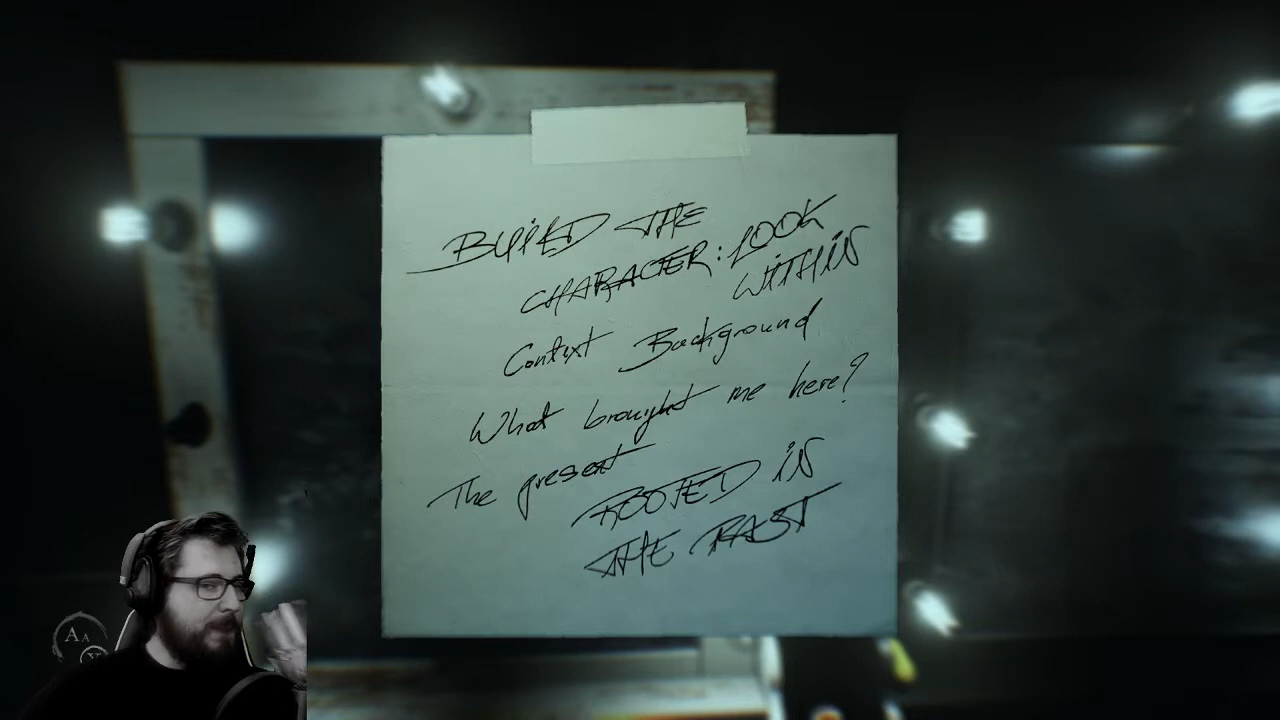 BUILD THE
CHARACTER: LOOK
WITHIN
Context Background
What brought me here?
The present
ROOTED IN
THE PAST
A A
Y